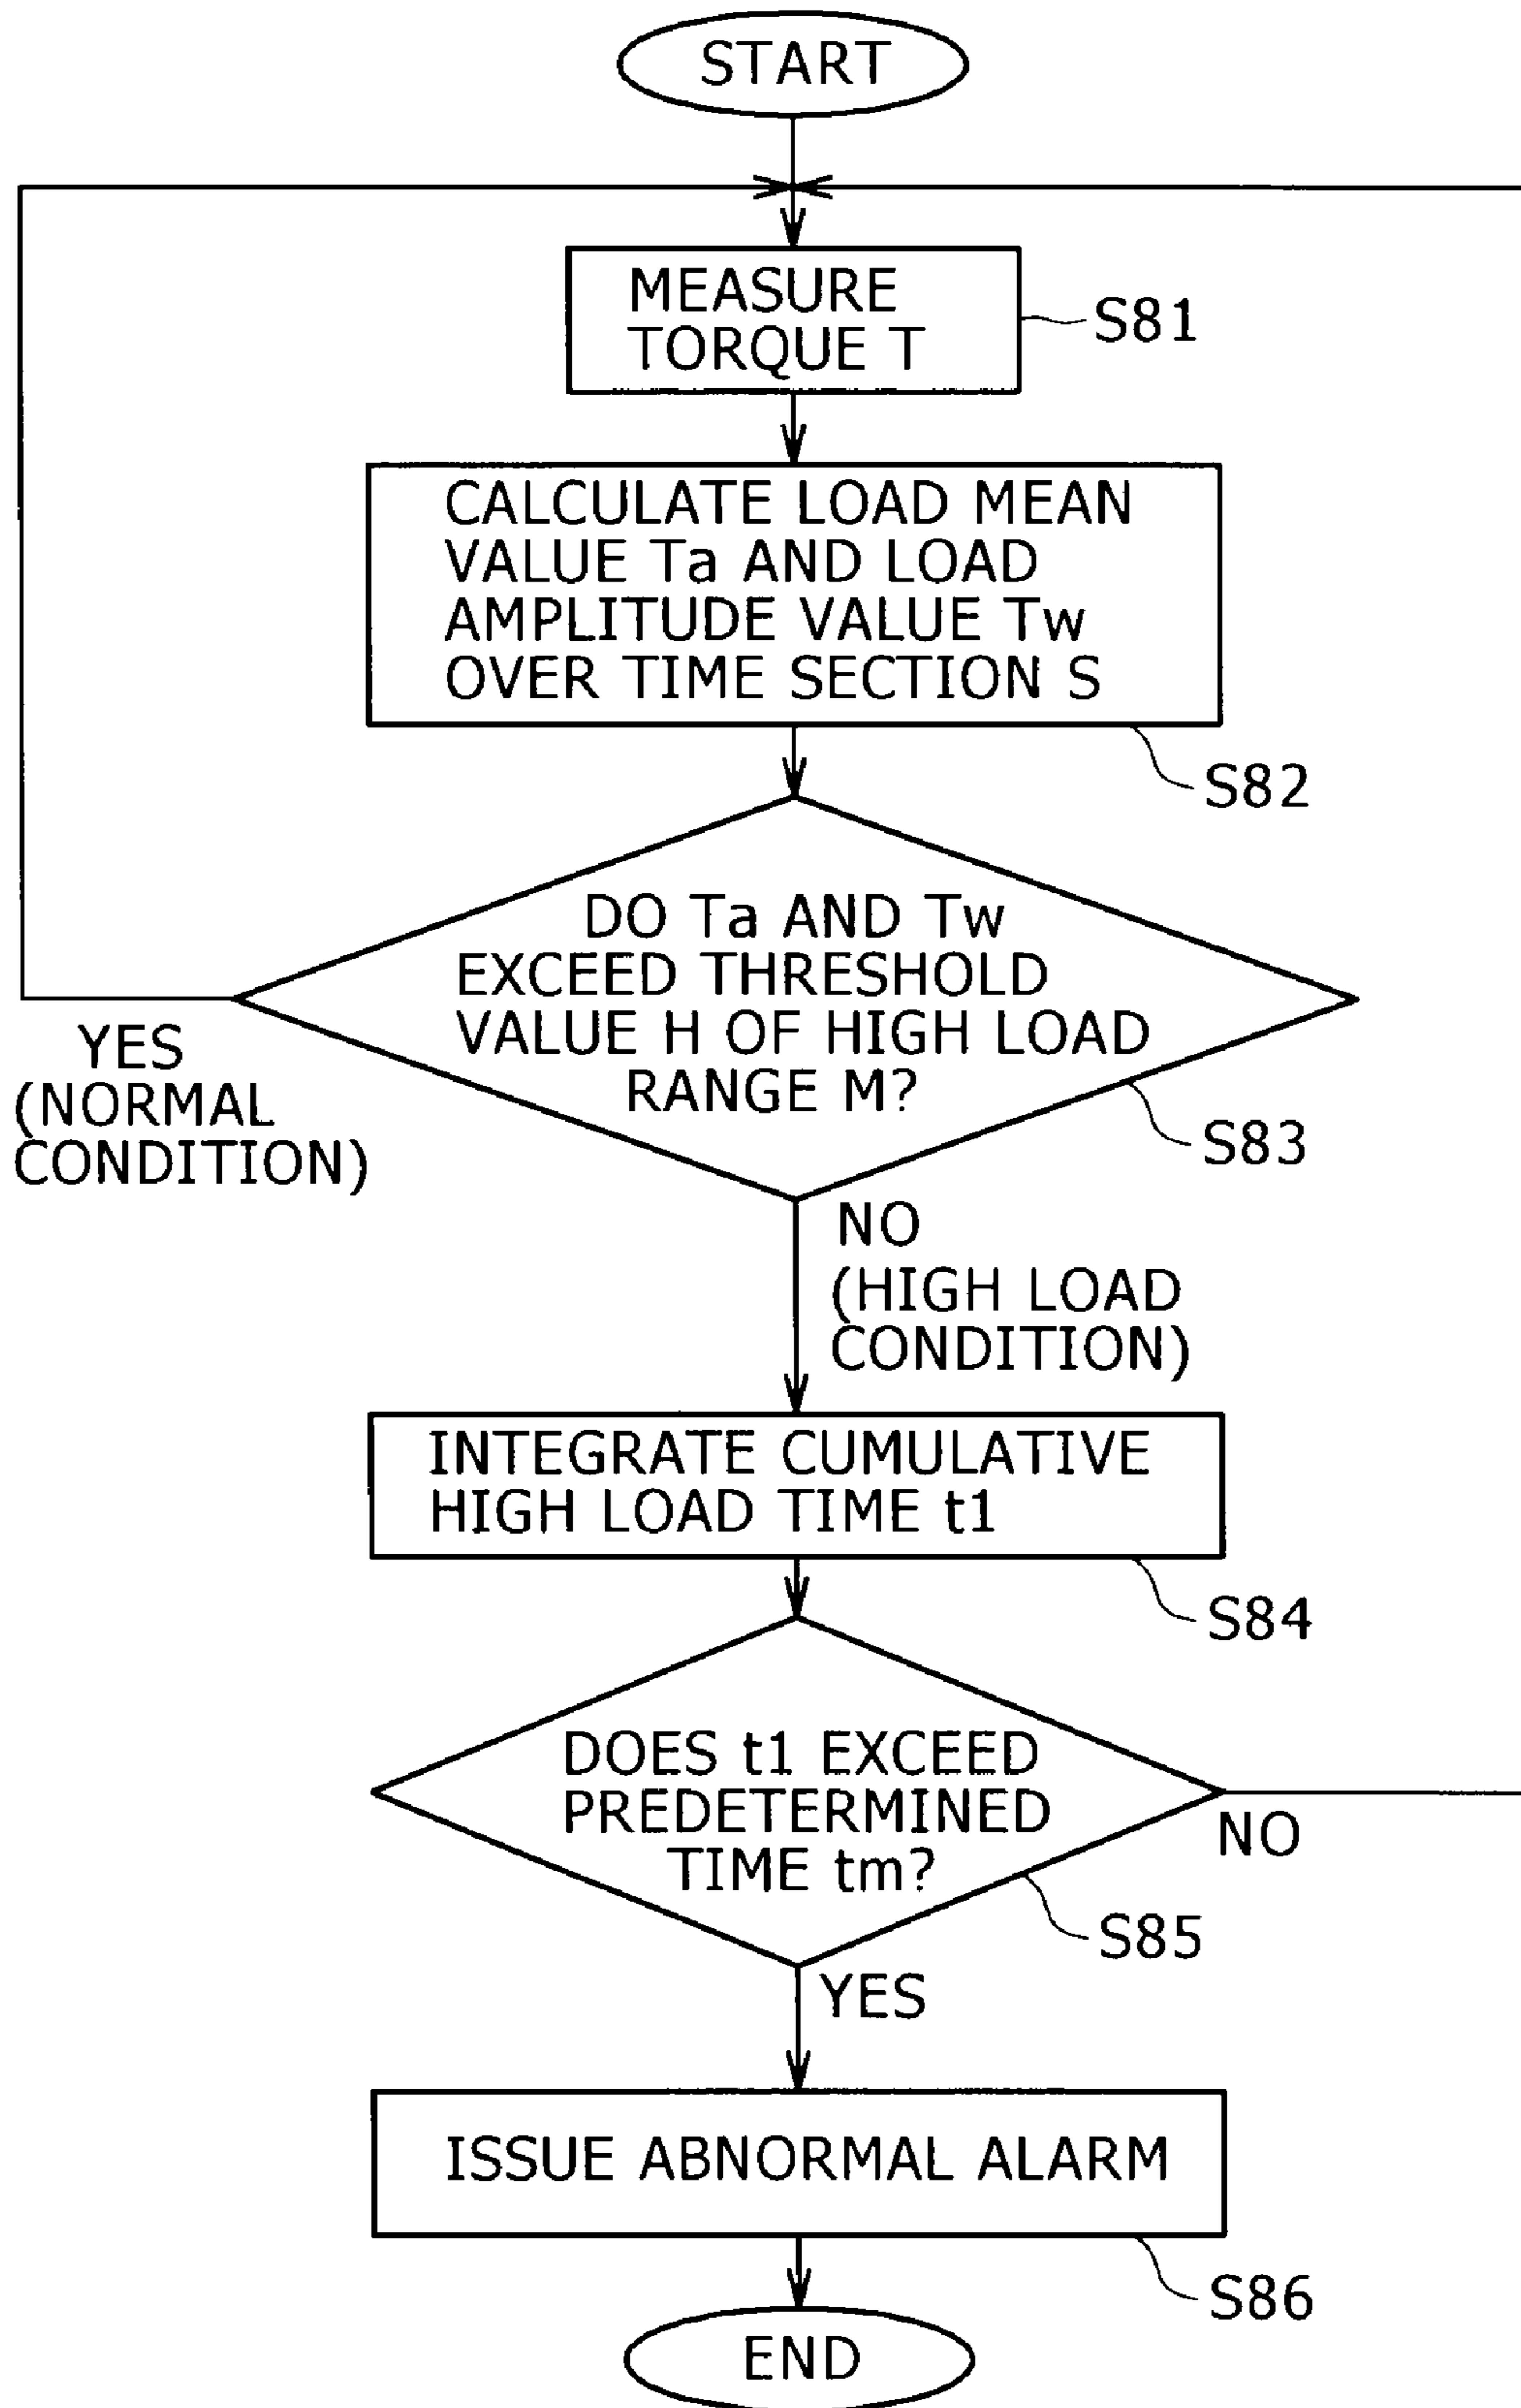 START
MEASURE
TORQUE T
S81
CALCULATE LOAD MEAN
VALUE Ta AND LOAD
AMPLITUDE VALUE Tw
OVER TIME SECTION S
S82
DO Ta AND Tw
EXCEED THRESHOLD
VALUE H OF HIGH LOAD
RANGE M?
S83
YES
(NORMAL
CONDITION)
NO
(HIGH LOAD
CONDITION)
INTEGRATE CUMULATIVE
HIGH LOAD TIME t1
S84
DOES t1 EXCEED
PREDETERMINED
TIME tm?
NO
S85
YES
ISSUE ABNORMAL ALARM
S86
END